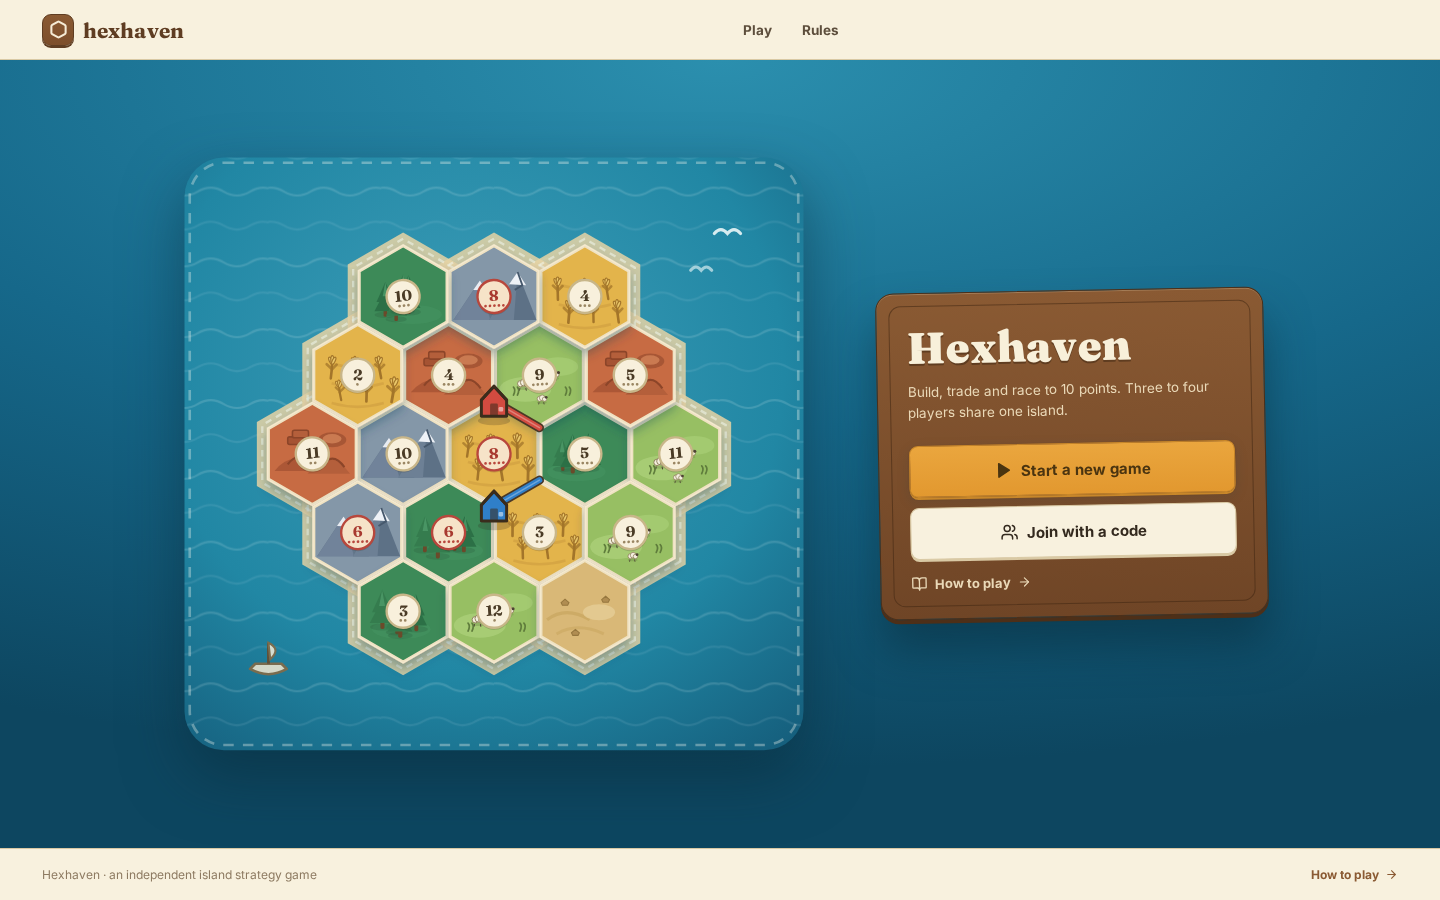 hexhaven
Play
Rules
10
8
4
2
4
9
5
11
10
8
5
11
6
6
3
9
3
12
Hexhaven
Build, trade and race to 10 points. Three to four
players share one island.
Start a new game
Join with a code
How to play
Hexhaven · an independent island strategy game
How to play